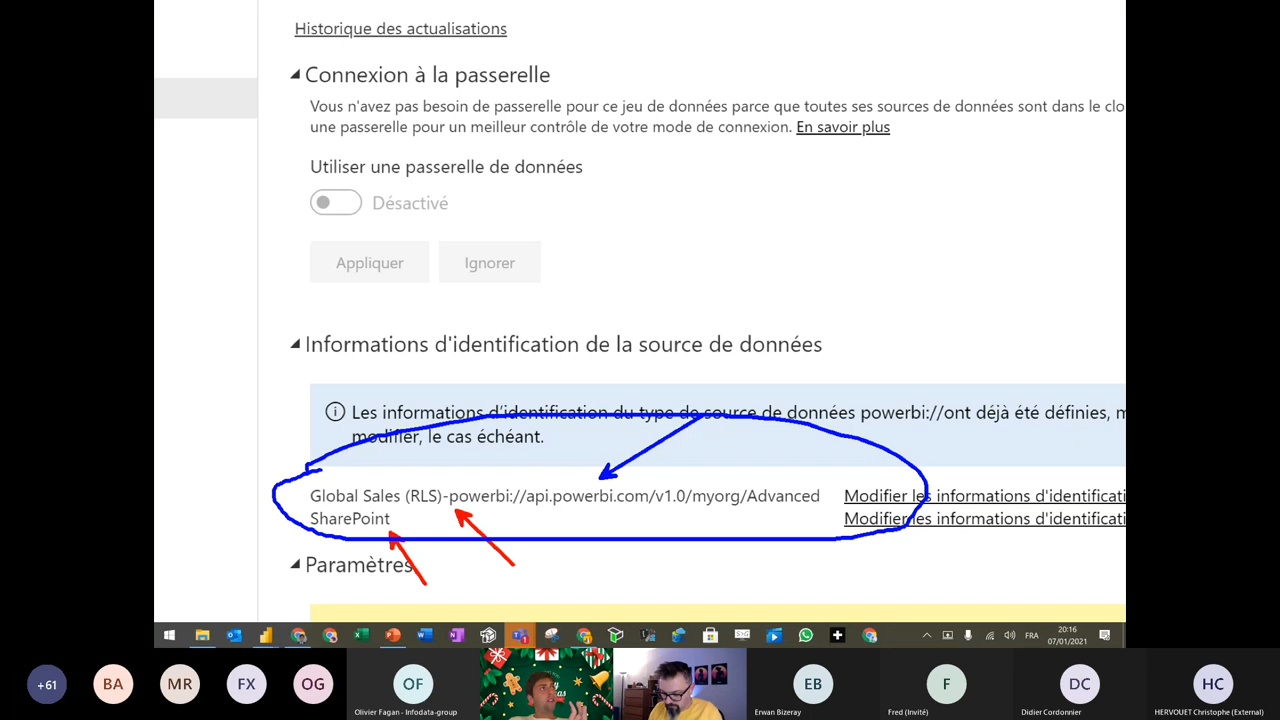 Historique des actualisations
Connexion à la passerelle
Vous n'avez pas besoin de passerelle pour ce jeu de données parce que toutes ses sources de données sont dans le clo
une passerelle pour un meilleur contrôle de votre mode de connexion. En savoir plus
Utiliser une passerelle de données
Désactivé
Appliquer Ignorer
Informations d'identification de la source de données
Les informations d'identification du type de source de données powerbi://ont déjà été définies, m
modifier, le cas échéant.
Global Sales (RLS)-powerbi://api.powerbi.com/v1.0/myorg/Advanced Modifier les informations d'identificati
SharePoint Modifier les informations d'identificati
Paramètres
FRA
20:16
07/01/2021
+61 BA MR FX OG OF EB F DC HC
Olivier Fagan - Infodata-group Erwan Bizeray Fred (Invité) Didier Cordonnier HERVOUET Christophe (External)